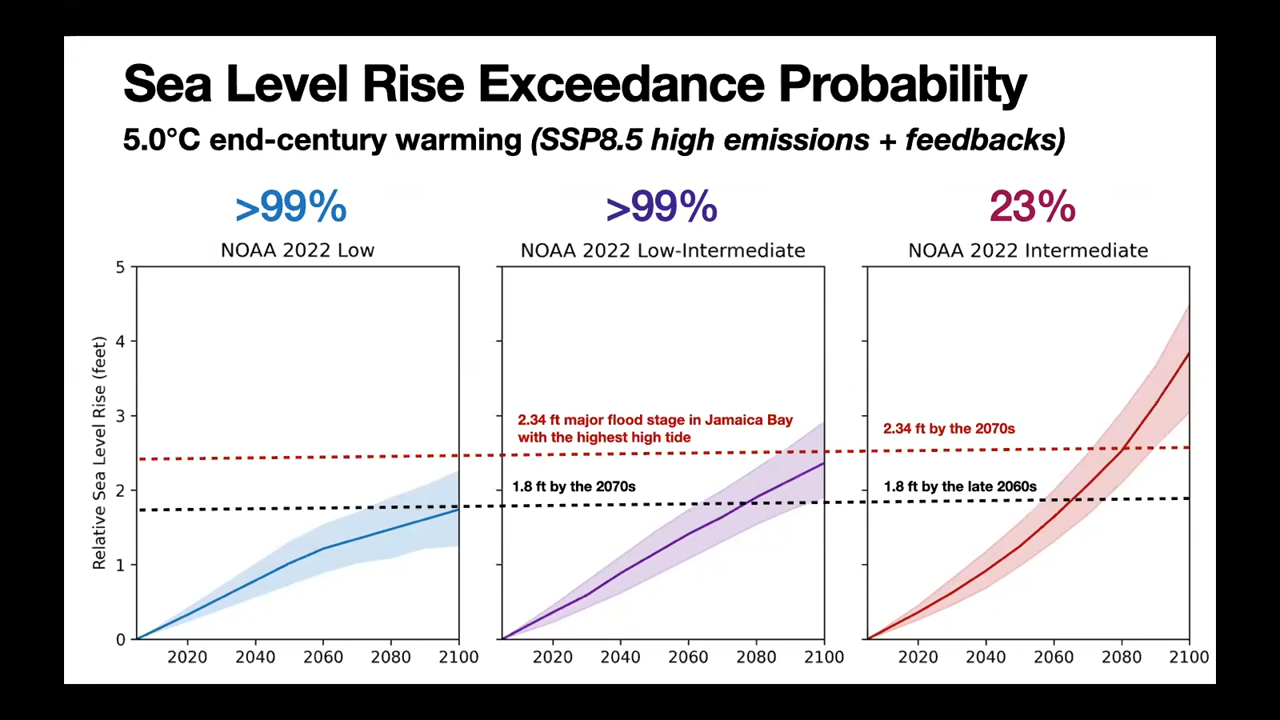 Sea Level Rise Exceedance Probability
5.0°C end-century warming (SSP8.5 high emissions + feedbacks)
>99%
>99%
23%
NOAA 2022 Low
NOAA 2022 Low-Intermediate
NOAA 2022 Intermediate
Relative Sea Level Rise (feet)
5
4
3
2
1
0
2.34 ft major flood stage in Jamaica Bay
with the highest high tide
1.8 ft by the 2070s
2.34 ft by the 2070s
1.8 ft by the late 2060s
2020 2040 2060 2080 2100
2020 2040 2060 2080 2100
2020 2040 2060 2080 2100